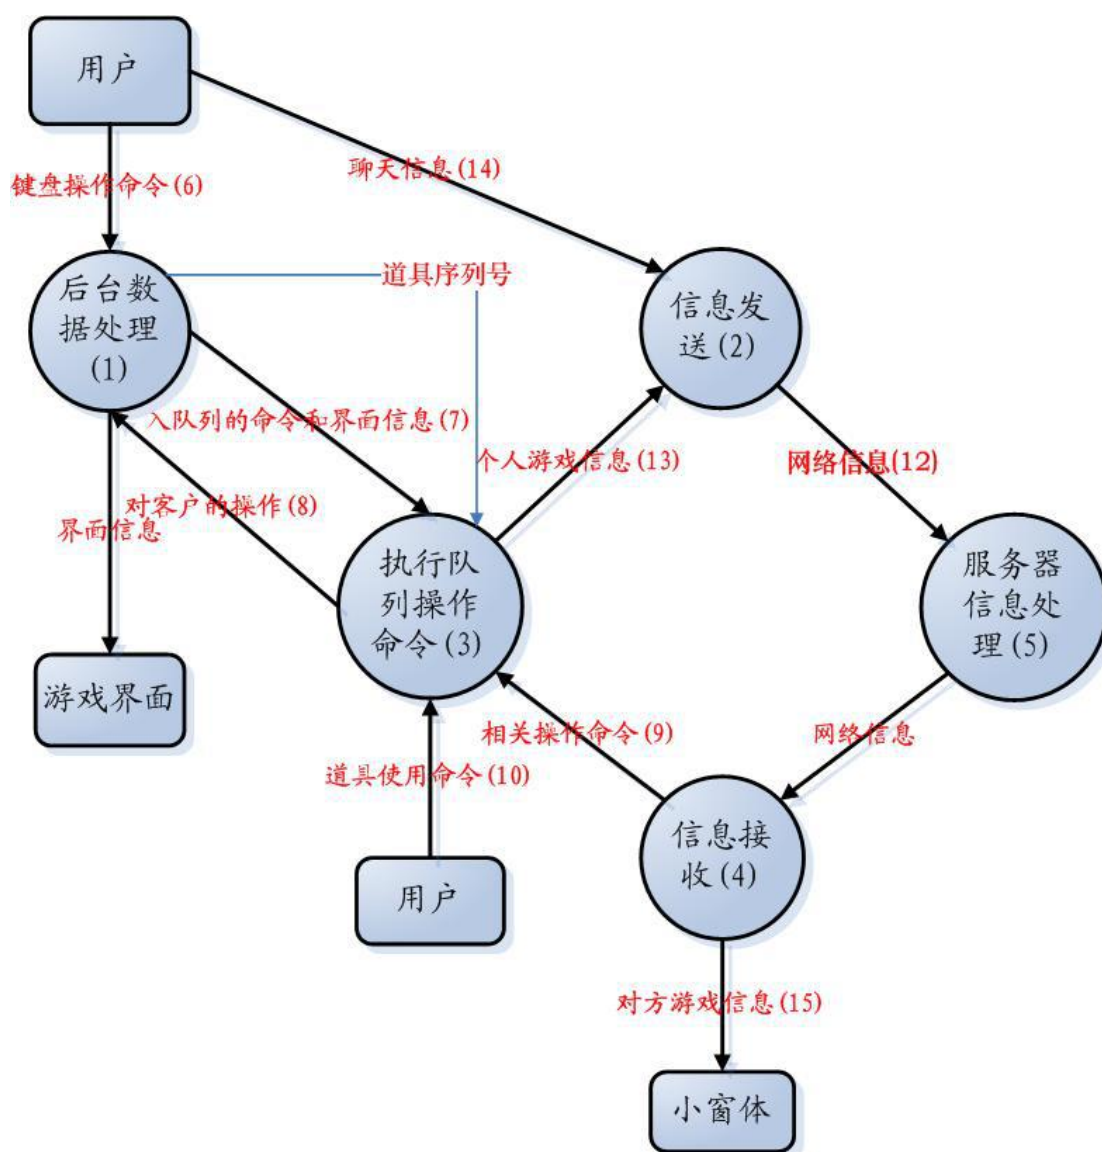 用户
聊天信息(14)
键盘操作命令(6)
后台数
据处理
(1)
道具序列号
信息发
送(2)
入队列的命令和界面信息(7)
个人游戏信息(13)
网络信息(12)
对客户的操作(8)
界面信息
执行队
列操作
命令(3)
服务器
信息处
理(5)
游戏界面
相关操作命令(9)
网络信息
道具使用命令(10)
信息接
收(4)
用户
对方游戏信息(15)
小窗体